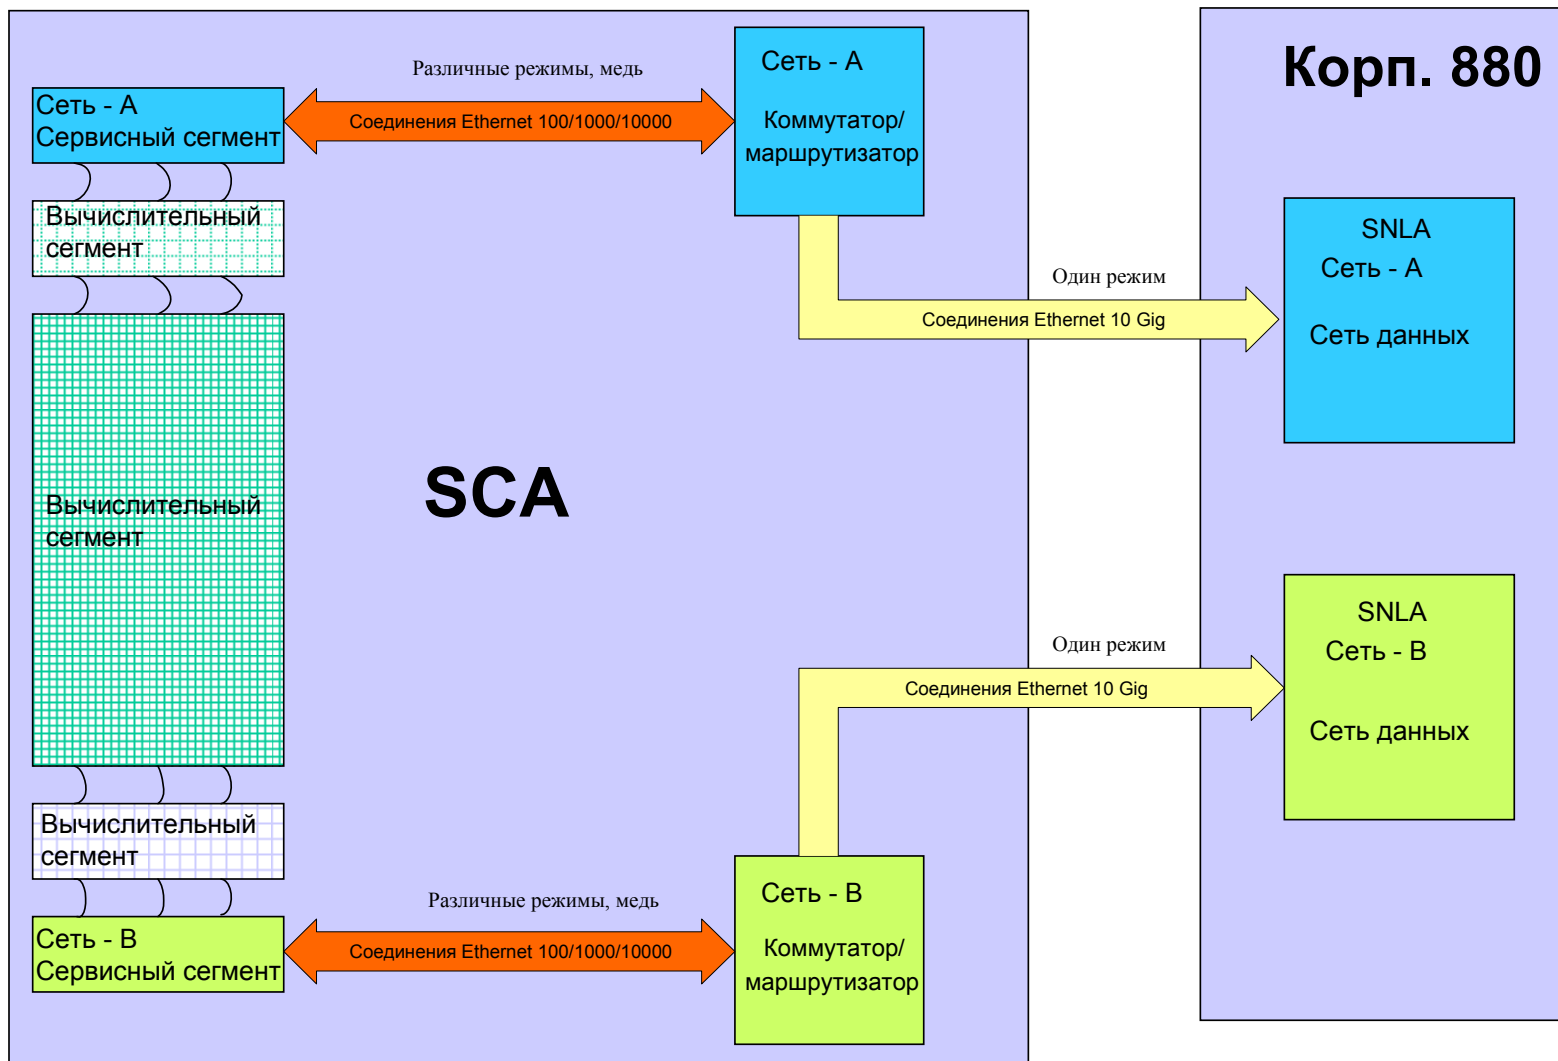 Сеть - A
Сервисный сегмент
Вычислительный
сегмент
Вычислительный
сегмент
Вычислительный
сегмент
Сеть - B
Сервисный сегмент
Различные режимы, медь
Соединения Ethernet 100/1000/10000
Сеть - A
Коммутатор/
маршрутизатор
SCA
Различные режимы, медь
Соединения Ethernet 100/1000/10000
Сеть - B
Коммутатор/
маршрутизатор
Один режим
Соединения Ethernet 10 Gig
Один режим
Соединения Ethernet 10 Gig
Корп. 880
SNLA
Сеть - A
Сеть данных
SNLA
Сеть - B
Сеть данных